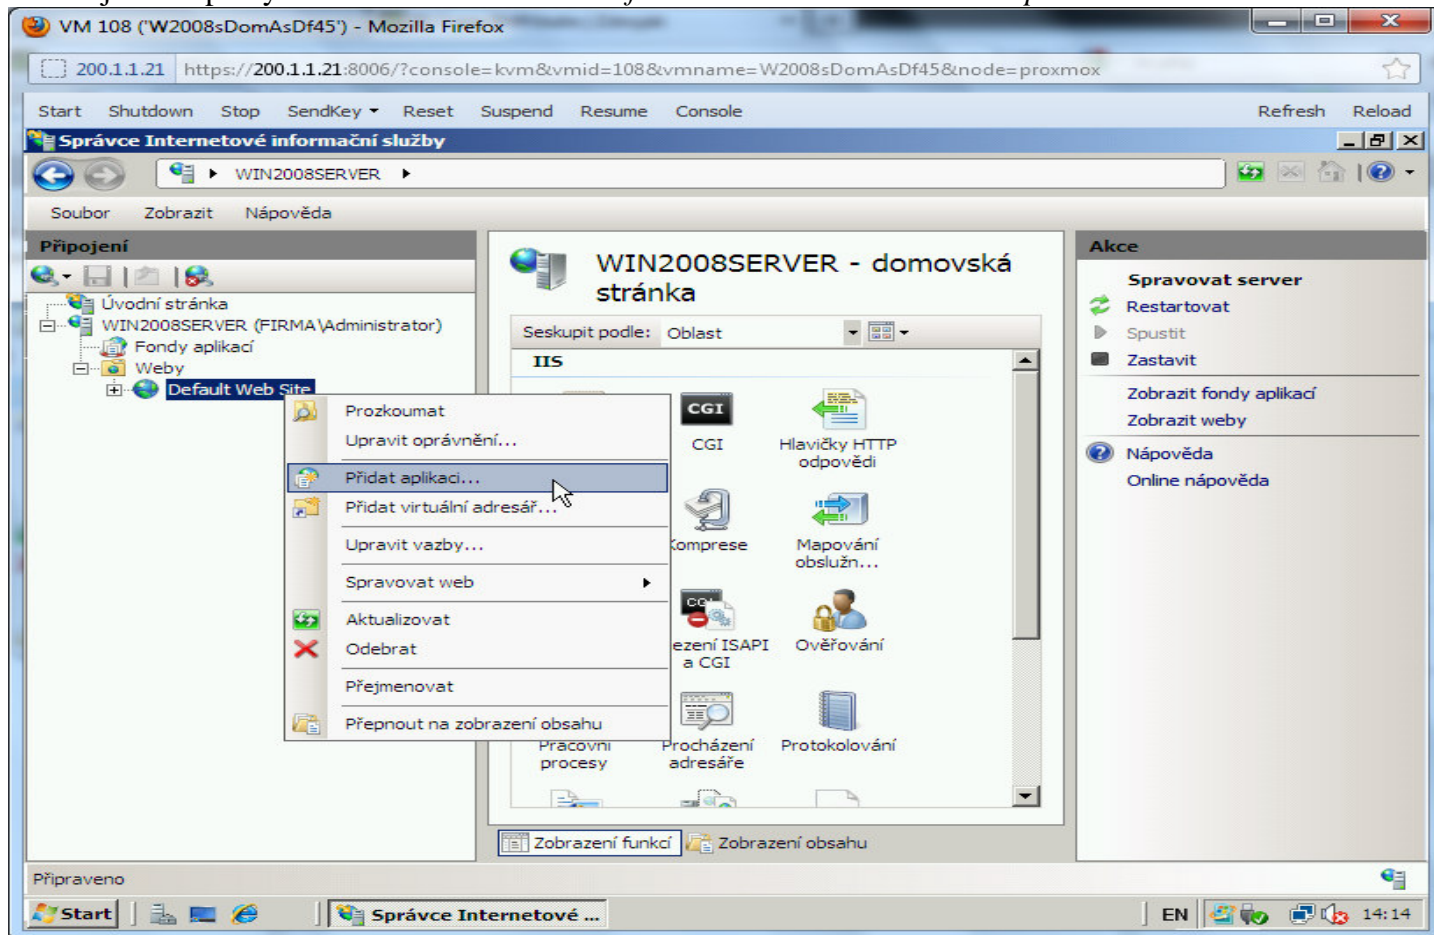 VM 108 ('W2008sDomAsDf45') - Mozilla Firefox
200.1.1.21 https://200.1.1.21:8006/?console=kvm&vmid=108&vmname=W2008sDomAsDf45&node=proxmox
Start Shutdown Stop SendKey Reset Suspend Resume Console Refresh Reload
Správce Internetové informační služby
WIN2008SERVER
Soubor Zobrazit Nápověda
Připojení
Úvodní stránka
WIN2008SERVER (FIRMA\Administrator)
Fondy aplikací
Weby
Default Web Site
Prozkoumat
Upravit oprávnění...
Přidat aplikaci...
Přidat virtuální adresář...
Upravit vazby...
Spravovat web
Aktualizovat
Odebrat
Přejmenovat
Přepnout na zobrazení obsahu
WIN2008SERVER - domovská
stránka
Seskupit podle: Oblast
IIS
CGI
CGI
Hlavičky HTTP
odpovědi
Komprese
Mapování
obslužn...
CGI
ezení ISAPI
a CGI
Ověřování
Pracovní
procesy
Procházení
adresáře
Protokolování
Zobrazení funkcí Zobrazení obsahu
Akce
Spravovat server
Restartovat
Spustit
Zastavit
Zobrazit fondy aplikací
Zobrazit weby
Nápověda
Online nápověda
Připraveno
Start Správce Internetové ... EN 14:14